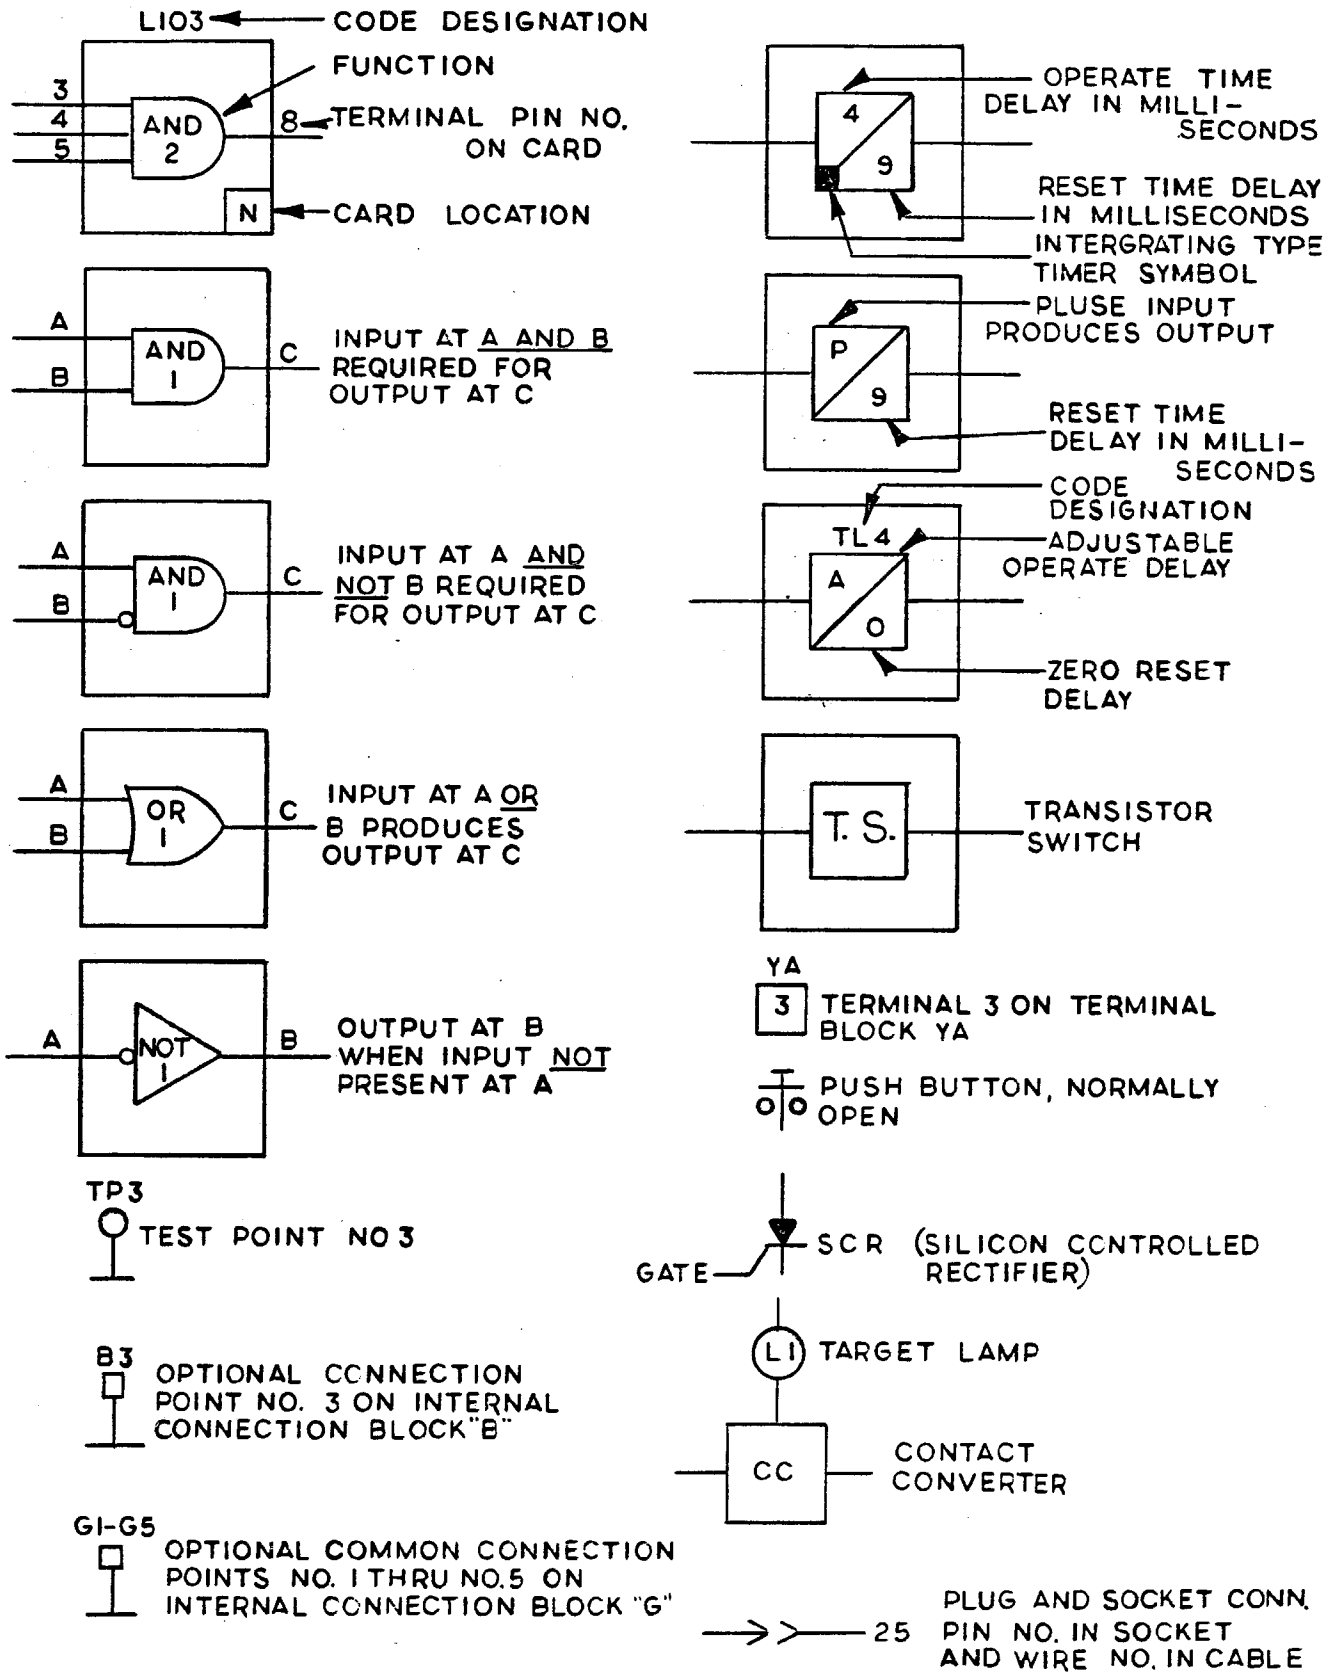 L103 CODE DESIGNATION
FUNCTION
3
4
5
AND
2
8
TERMINAL PIN NO.
ON CARD
N
CARD LOCATION
A
B
AND
1
C
INPUT AT A AND B
REQUIRED FOR
OUTPUT AT C
A
B
AND
1
C
INPUT AT A AND
NOT B REQUIRED
FOR OUTPUT AT C
A
B
OR
1
C
INPUT AT A OR
B PRODUCES
OUTPUT AT C
A
NOT
1
B
OUTPUT AT B
WHEN INPUT NOT
PRESENT AT A
TP3
TEST POINT NO 3
B3
OPTIONAL CONNECTION
POINT NO. 3 ON INTERNAL
CONNECTION BLOCK "B"
G1-G5
OPTIONAL COMMON CONNECTION
POINTS NO. 1 THRU NO. 5 ON
INTERNAL CONNECTION BLOCK "G"
4
9
OPERATE TIME
DELAY IN MILLI-
SECONDS
RESET TIME DELAY
IN MILLISECONDS
INTERGRATING TYPE
TIMER SYMBOL
P
9
PLUSE INPUT
PRODUCES OUTPUT
RESET TIME
DELAY IN MILLI-
SECONDS
CODE
DESIGNATION
TL4
A
0
ADJUSTABLE
OPERATE DELAY
ZERO RESET
DELAY
T. S.
TRANSISTOR
SWITCH
YA
3
TERMINAL 3 ON TERMINAL
BLOCK YA
PUSH BUTTON, NORMALLY
OPEN
GATE
SCR (SILICON CONTROLLED
RECTIFIER)
L1
TARGET LAMP
CC
CONTACT
CONVERTER
25
PLUG AND SOCKET CONN.
PIN NO. IN SOCKET
AND WIRE NO. IN CABLE